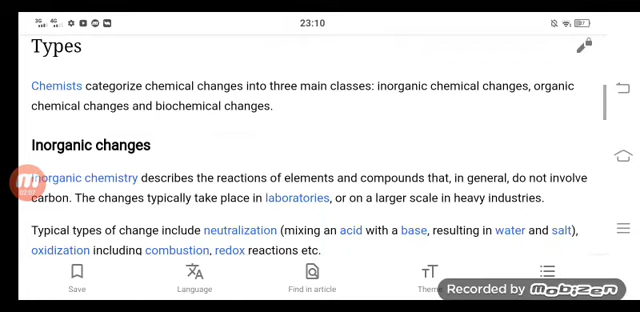 3G 4G 23:10
Types
Chemists categorize chemical changes into three main classes: inorganic chemical changes, organic
chemical changes and biochemical changes.
Inorganic changes
Inorganic chemistry describes the reactions of elements and compounds that, in general, do not involve
carbon. The changes typically take place in laboratories, or on a larger scale in heavy industries.
Typical types of change include neutralization (mixing an acid with a base, resulting in water and salt),
oxidization including combustion, redox reactions etc.
Save Language Find in article Theme
Recorded by Mobizen